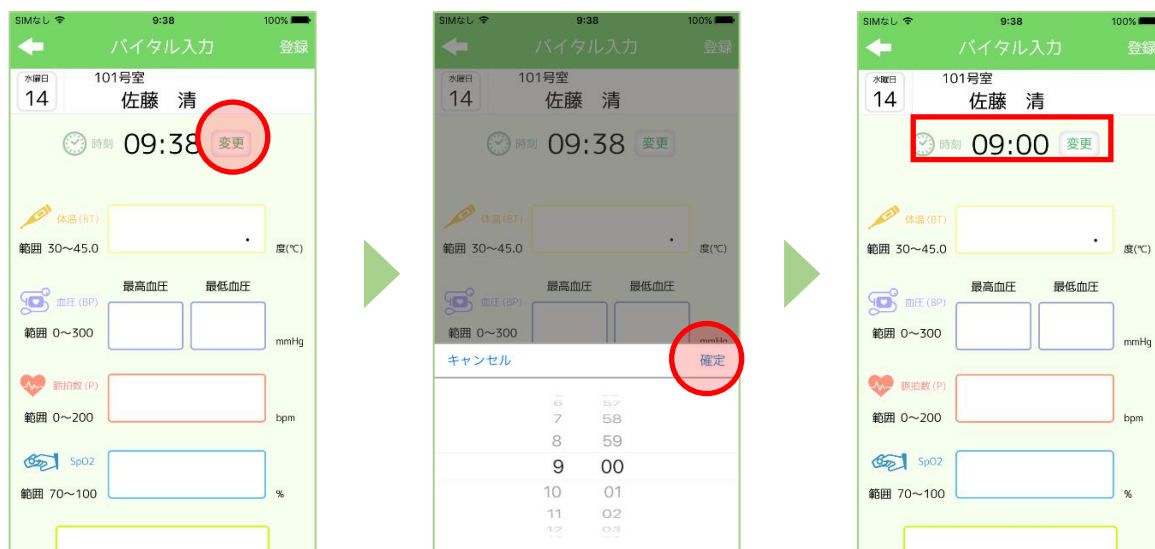 SIMなし 9:38 100%
バイタル入力 登録
水曜日
14
101号室
佐藤 清
時刻 09:38 変更
体温(BT)
範囲 30〜45.0 . 度(℃)
最高血圧 最低血圧
血圧(BP)
範囲 0〜300 mmHg
脈拍数(P)
範囲 0〜200 bpm
SpO2
範囲 70〜100 %
SIMなし 9:38 100%
バイタル入力 登録
水曜日
14
101号室
佐藤 清
時刻 09:38 変更
体温(BT)
範囲 30〜45.0 . 度(℃)
最高血圧 最低血圧
血圧(BP)
範囲 0〜300 mmHg
キャンセル 確定
6 57
7 58
8 59
9 00
10 01
11 02
12 03
SIMなし 9:38 100%
バイタル入力 登録
水曜日
14
101号室
佐藤 清
時刻 09:00 変更
体温(BT)
範囲 30〜45.0 . 度(℃)
最高血圧 最低血圧
血圧(BP)
範囲 0〜300 mmHg
脈拍数(P)
範囲 0〜200 bpm
SpO2
範囲 70〜100 %